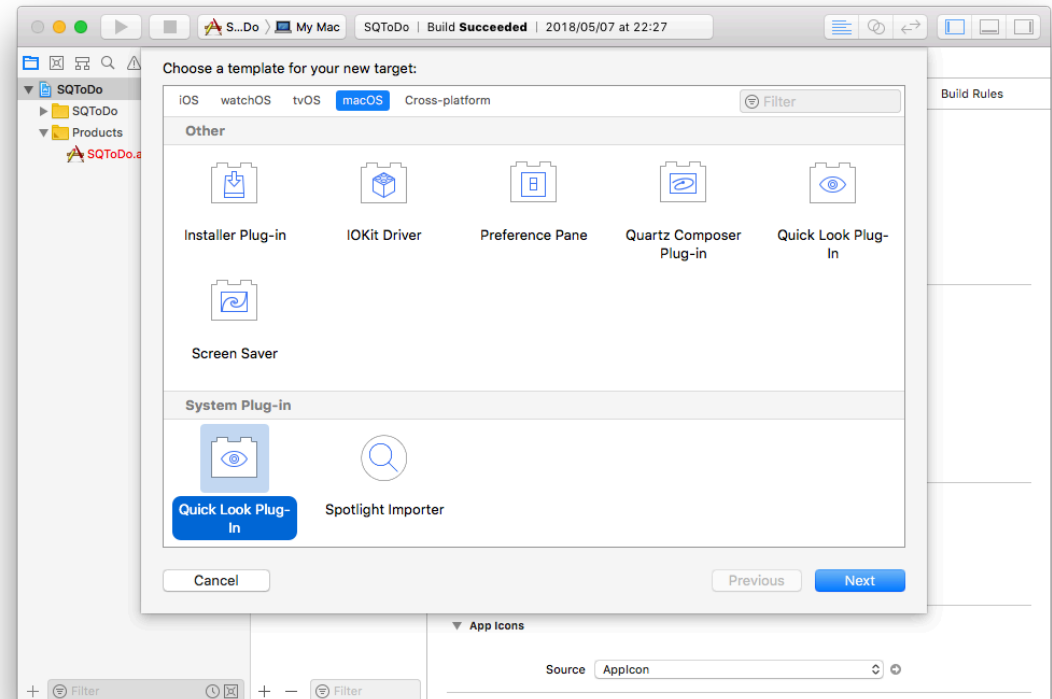 S...Do 〉 My Mac
SQToDo | Build Succeeded | 2018/05/07 at 22:27
SQToDo
SQToDo
Products
SQToDo.a
Choose a template for your new target:
iOS watchOS tvOS macOS Cross-platform
Filter
Build Rules
Other
Installer Plug-in
IOKit Driver
Preference Pane
Quartz Composer
Plug-in
Quick Look Plug-
In
Screen Saver
System Plug-in
Quick Look Plug-
In
Spotlight Importer
Cancel
Previous
Next
App Icons
Source AppIcon
Filter
Filter